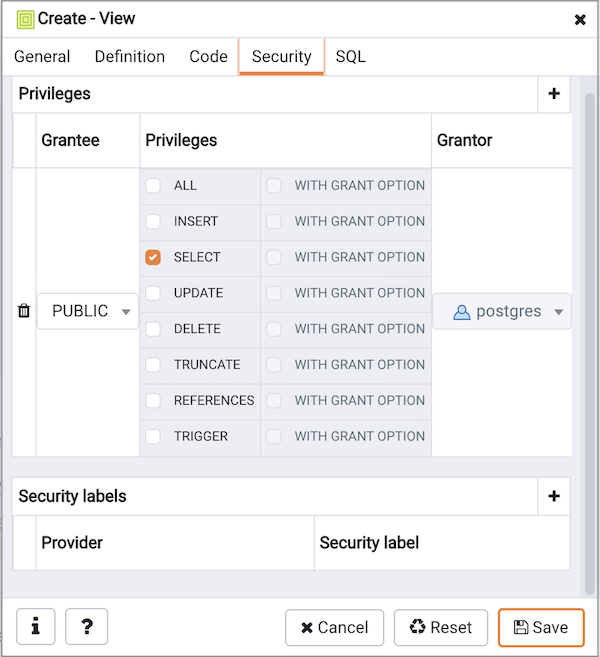 Create - View
General Definition Code Security SQL
Privileges
Grantee Privileges Grantor
ALL WITH GRANT OPTION
INSERT WITH GRANT OPTION
SELECT WITH GRANT OPTION
UPDATE WITH GRANT OPTION
PUBLIC postgres
DELETE WITH GRANT OPTION
TRUNCATE WITH GRANT OPTION
REFERENCES WITH GRANT OPTION
TRIGGER WITH GRANT OPTION
Security labels
Provider Security label
i ? Cancel Reset Save